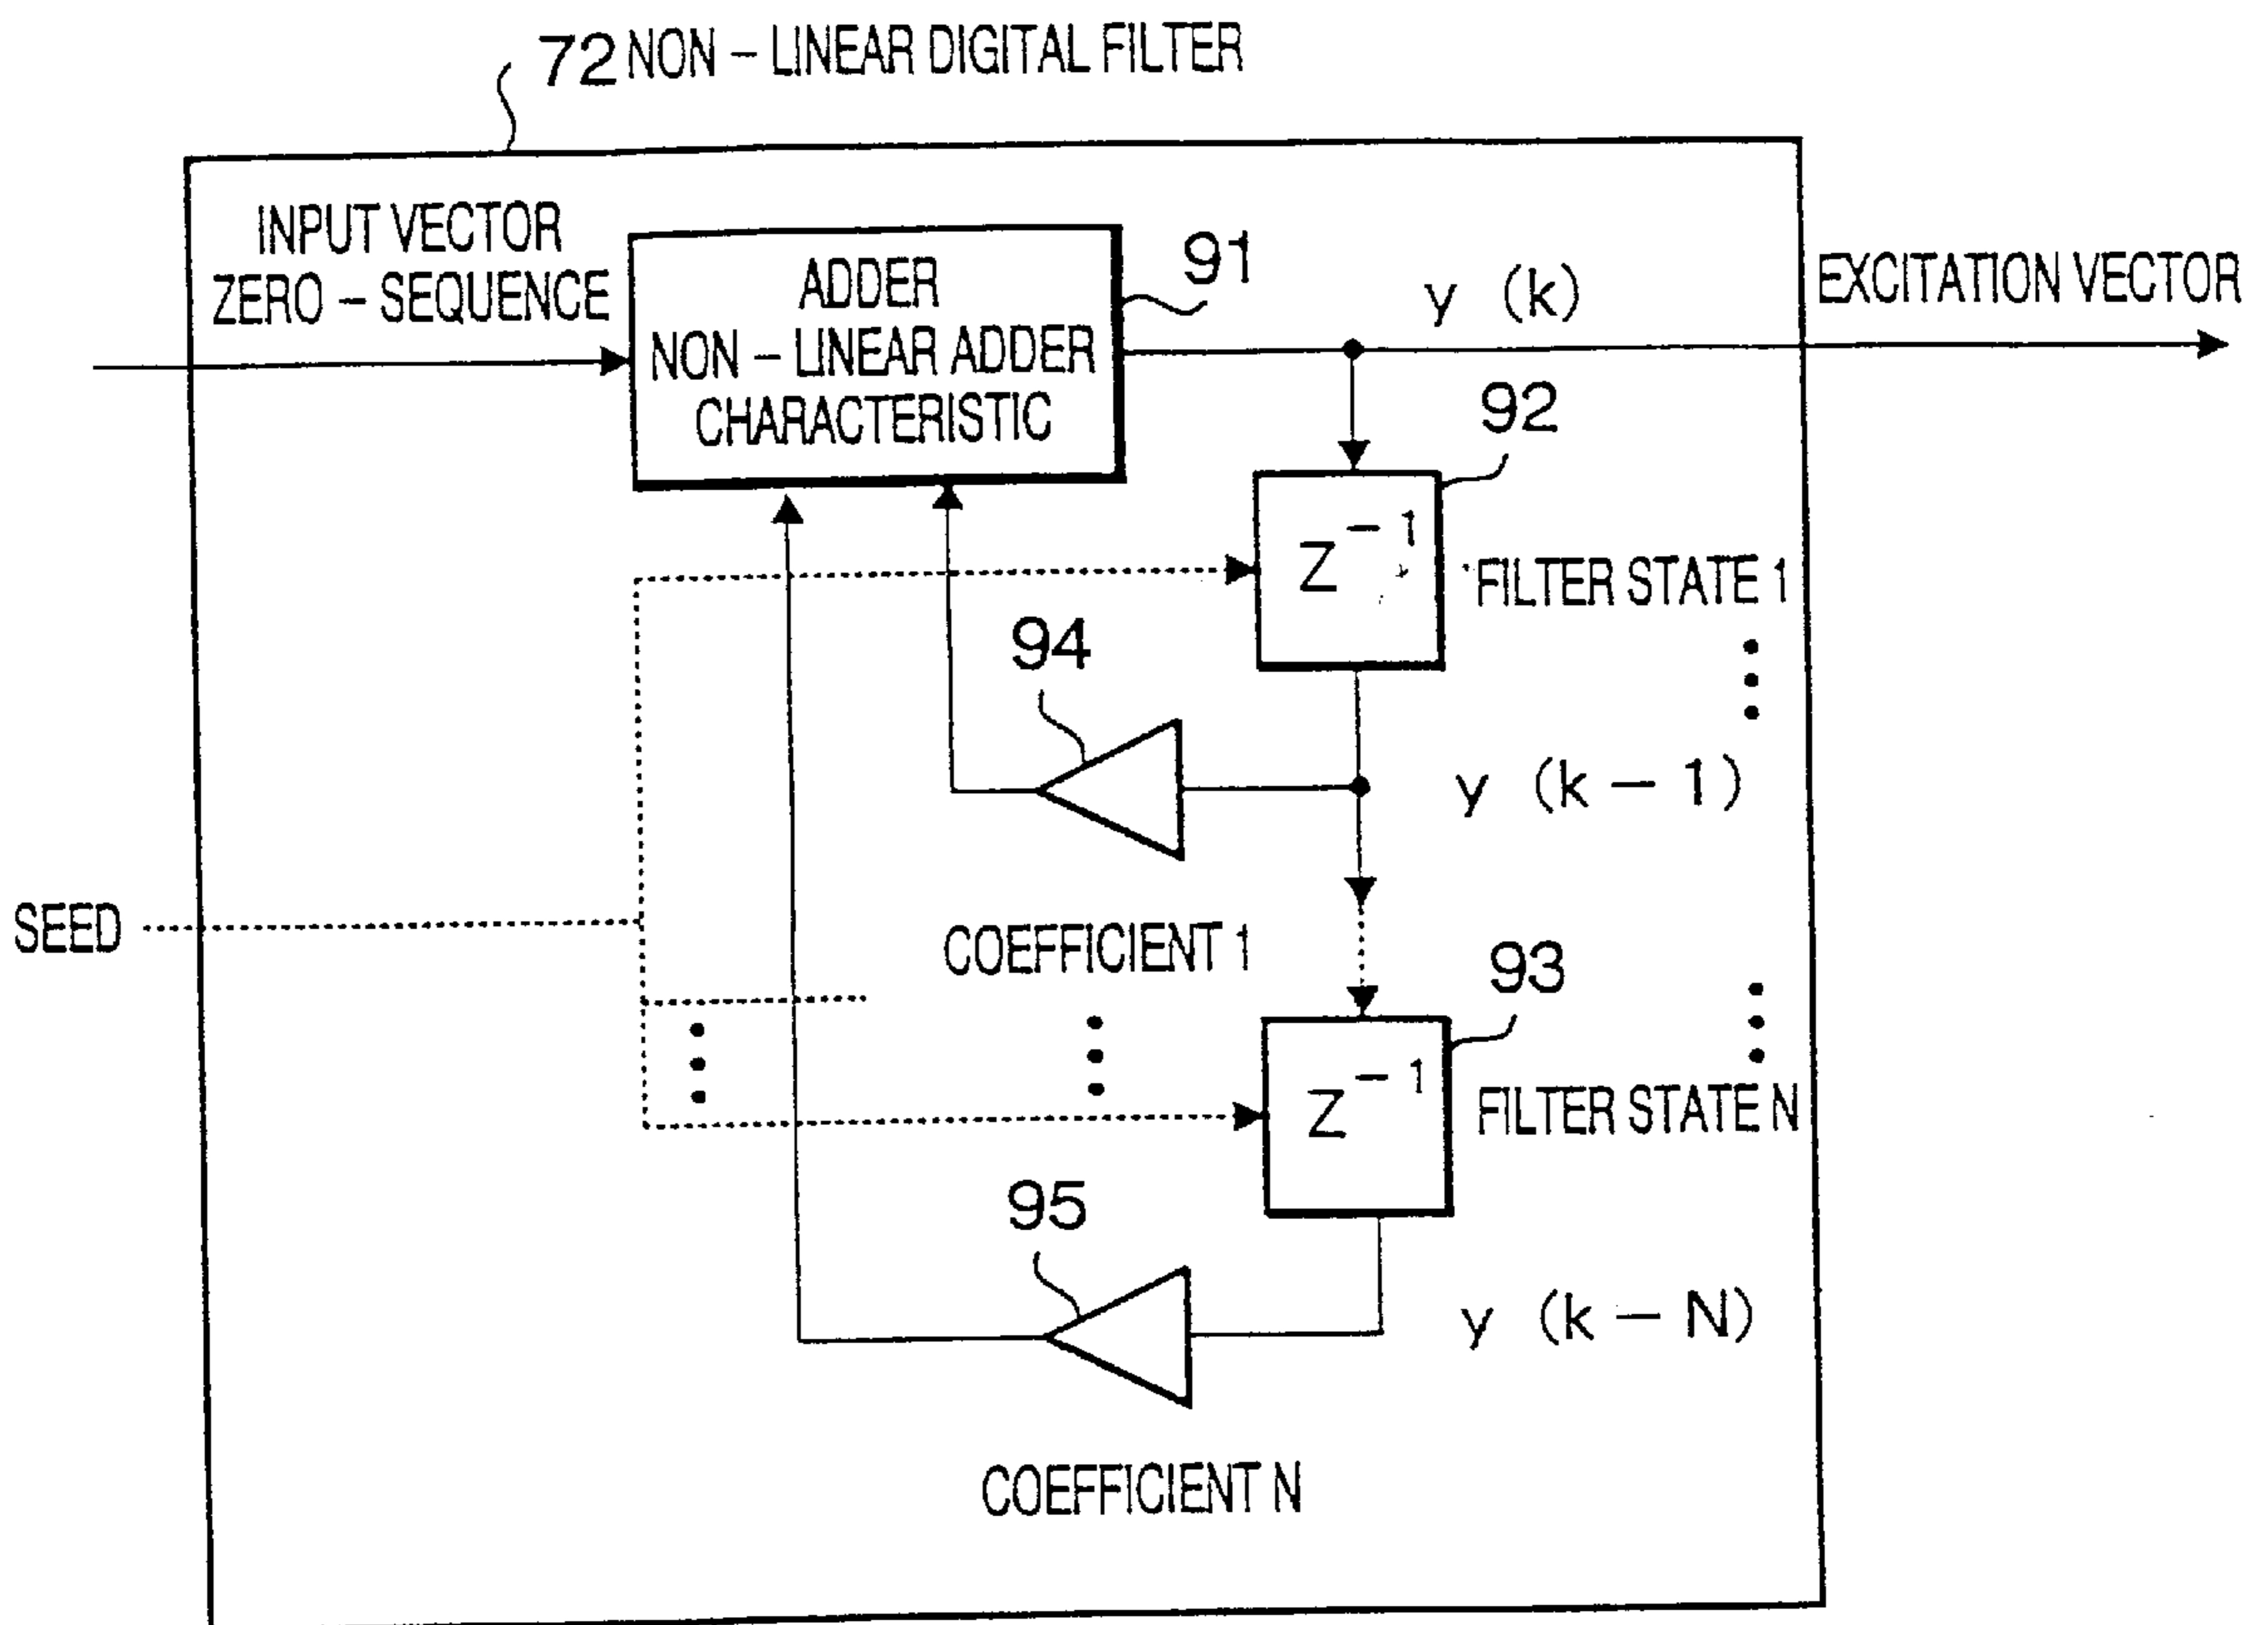 72 NON – LINEAR DIGITAL FILTER
INPUT VECTOR
ZERO – SEQUENCE
ADDER
NON – LINEAR ADDER
CHARACTERISTIC
91
y (k)
EXCITATION VECTOR
92
Z⁻¹
FILTER STATE 1
94
y (k – 1)
SEED
COEFFICIENT 1
93
Z⁻¹
FILTER STATE N
95
y (k – N)
COEFFICIENT N